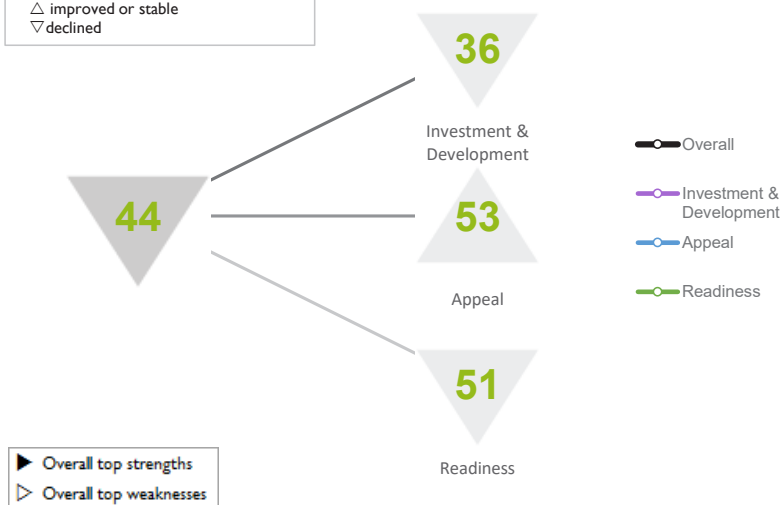 △ improved or stable
▽ declined
36
Investment &
Development
44
53
Appeal
51
Readiness
Overall
Investment &
Development
Appeal
Readiness
▶ Overall top strengths
▷ Overall top weaknesses